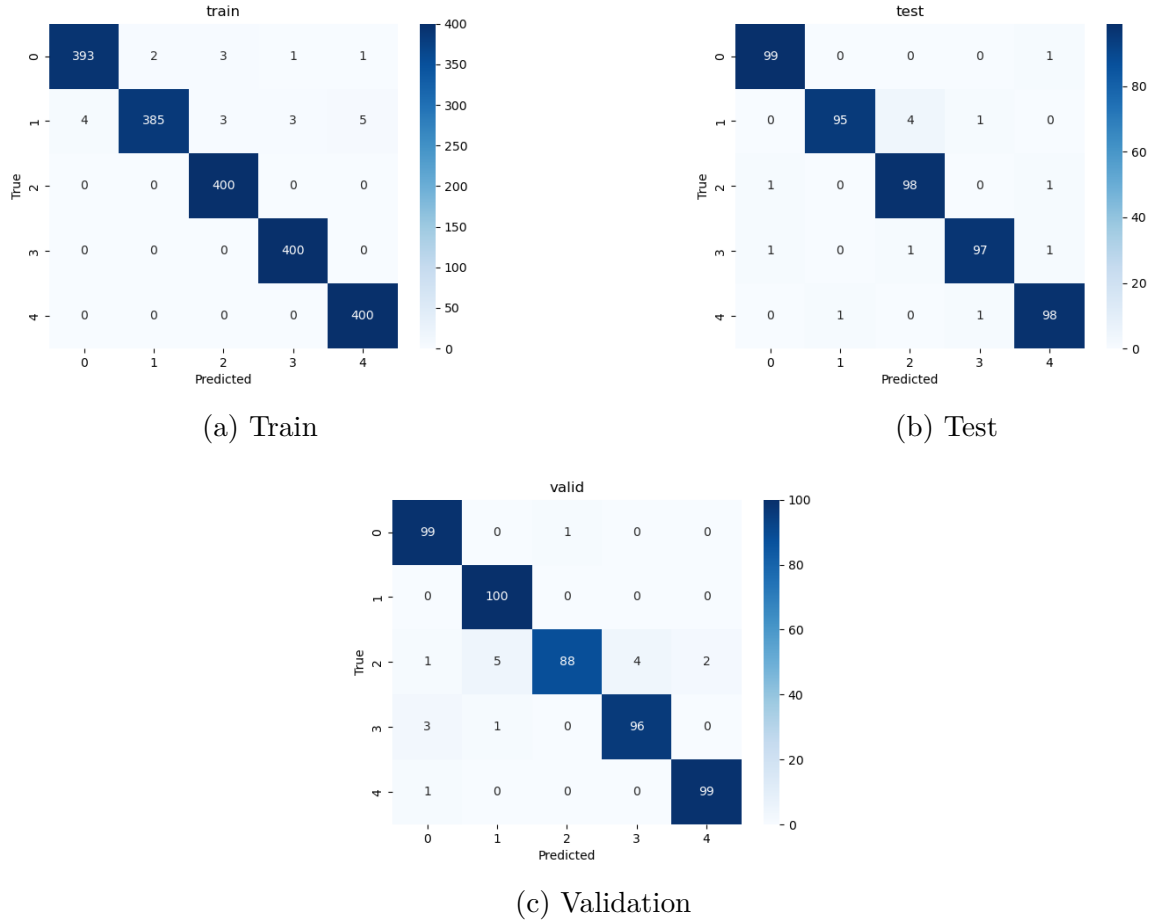 train
0 393 2 3 1 1
1 4 385 3 3 5
2 0 0 400 0 0
3 0 0 0 400 0
4 0 0 0 0 400
0 1 2 3 4
True
Predicted
400
350
300
250
200
150
100
50
0
(a) Train
test
0 99 0 0 0 1
1 0 95 4 1 0
2 1 0 98 0 1
3 1 0 1 97 1
4 0 1 0 1 98
0 1 2 3 4
True
Predicted
80
60
40
20
0
(b) Test
valid
0 99 0 1 0 0
1 0 100 0 0 0
2 1 5 88 4 2
3 3 1 0 96 0
4 1 0 0 0 99
0 1 2 3 4
True
Predicted
100
80
60
40
20
0
(c) Validation